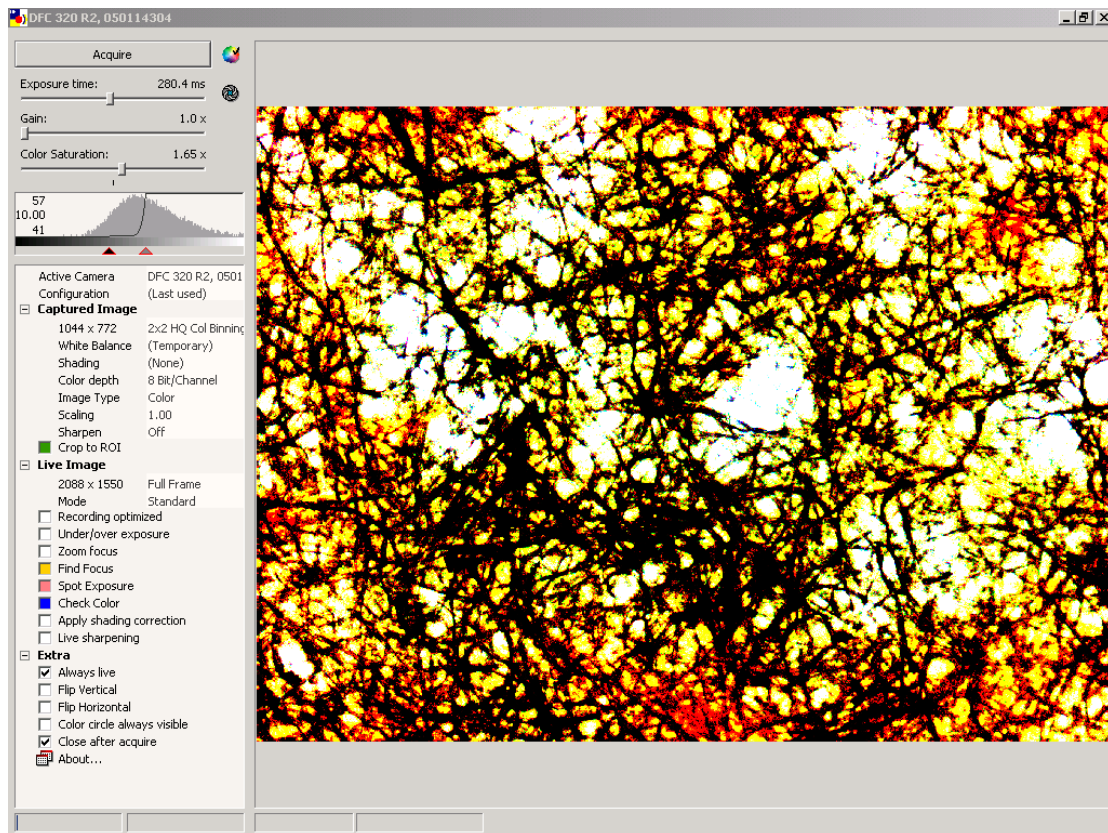 DFC 320 R2, 050114304
Acquire
Exposure time: 280.4 ms
Gain: 1.0 x
Color Saturation: 1.65 x
57
10.00
41
Active Camera DFC 320 R2, 0501
Configuration (Last used)
Captured Image
1044 x 772 2x2 HQ Col Binning
White Balance (Temporary)
Shading (None)
Color depth 8 Bit/Channel
Image Type Color
Scaling 1.00
Sharpen Off
Crop to ROI
Live Image
2088 x 1550 Full Frame
Mode Standard
Recording optimized
Under/over exposure
Zoom focus
Find Focus
Spot Exposure
Check Color
Apply shading correction
Live sharpening
Extra
Always live
Flip Vertical
Flip Horizontal
Color circle always visible
Close after acquire
About...